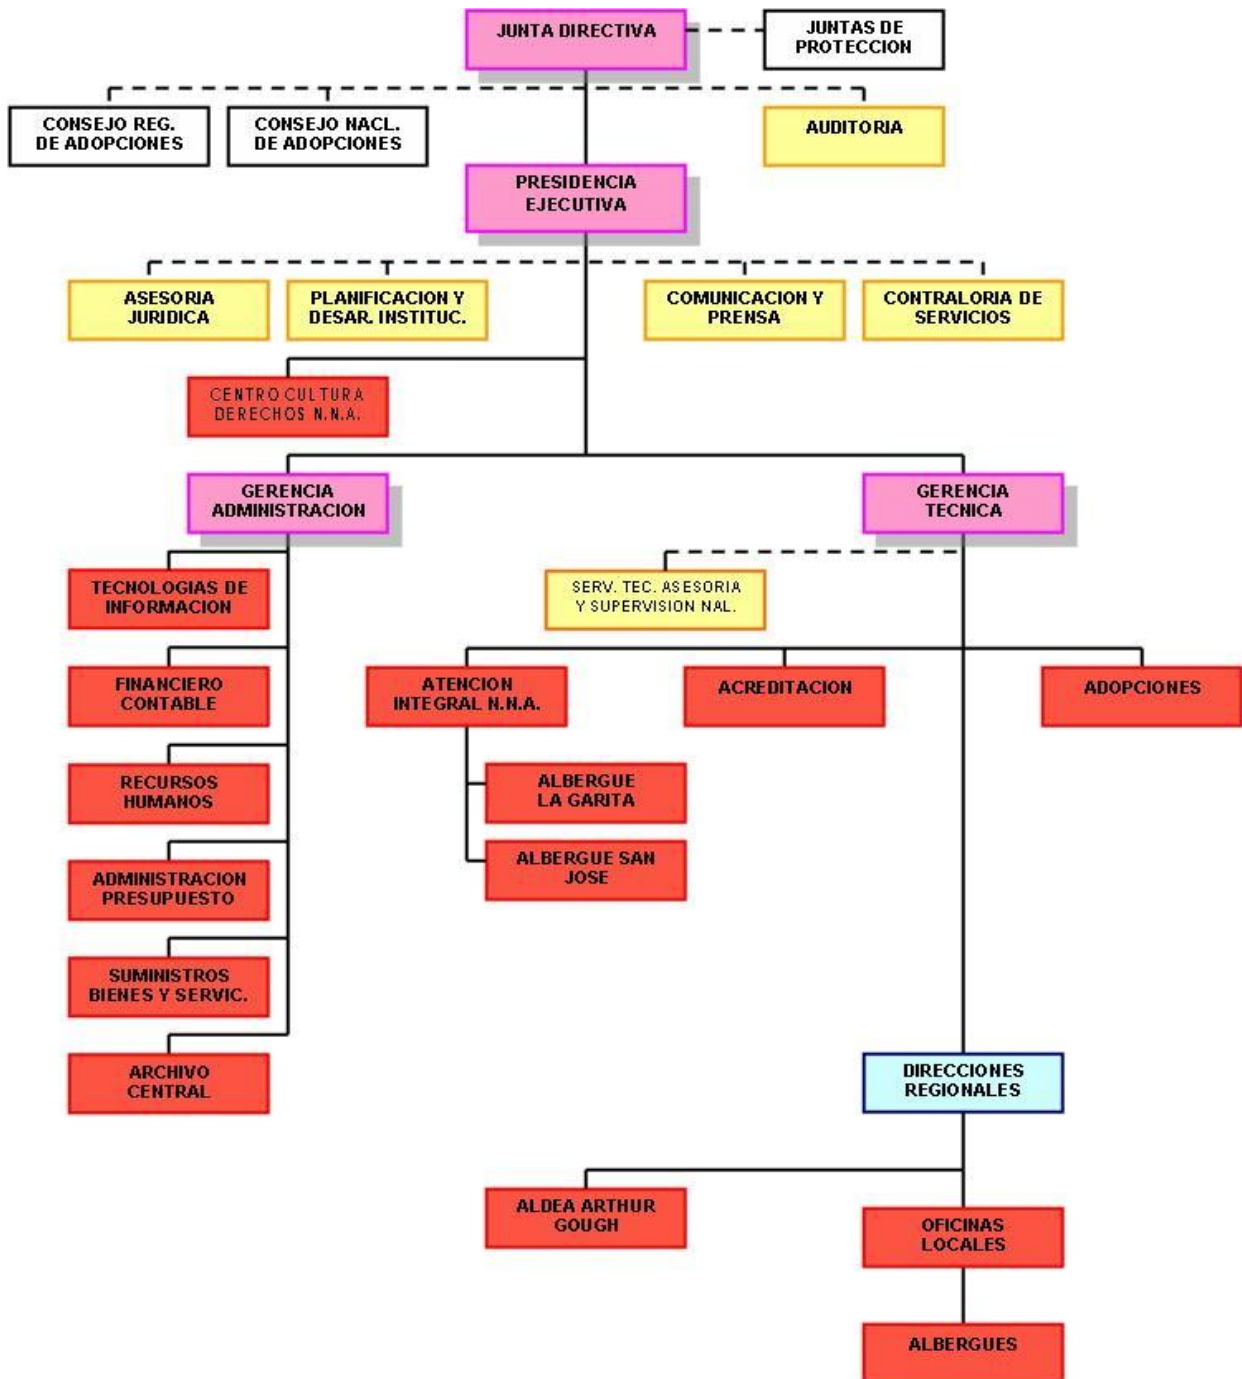 JUNTA DIRECTIVA
JUNTAS DE
PROTECCION
CONSEJO REG.
DE ADOPCIONES
CONSEJO NACL.
DE ADOPCIONES
AUDITORIA
PRESIDENCIA
EJECUTIVA
ASESORIA
JURIDICA
PLANIFICACION Y
DESAR. INSTITUC.
COMUNICACION Y
PRENSA
CONTRALORIA DE
SERVICIOS
CENTRO CULTURA
DERECHOS N.N.A.
GERENCIA
ADMINISTRACION
GERENCIA
TECNICA
TECNOLOGIAS DE
INFORMACION
SERV. TEC. ASESORIA
Y SUPERVISION NAL.
FINANCIERO
CONTABLE
ATENCION
INTEGRAL N.N.A.
ACREDITACION
ADOPCIONES
RECURSOS
HUMANOS
ALBERGUE
LA GARITA
ADMINISTRACION
PRESUPUESTO
ALBERGUE SAN
JOSE
SUMINISTROS
BIENES Y SERVIC.
ARCHIVO
CENTRAL
DIRECCIONES
REGIONALES
ALDEA ARTHUR
GOUGH
OFICINAS
LOCALES
ALBERGUES